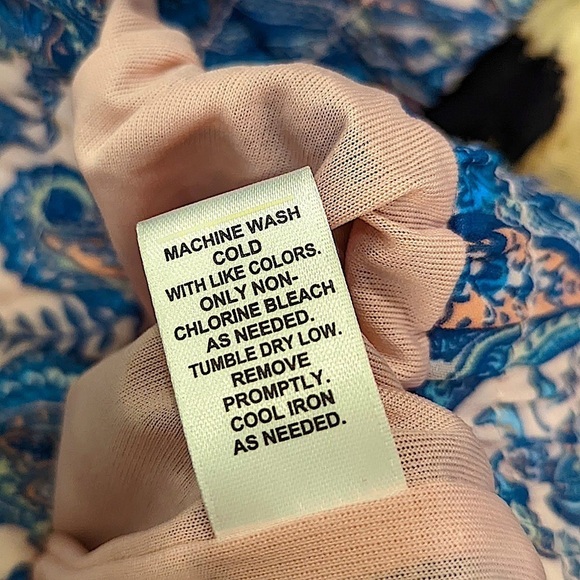 MACHINE WASH
COLD
WITH LIKE COLORS.
ONLY NON-
CHLORINE BLEACH
AS NEEDED.
TUMBLE DRY LOW.
REMOVE
PROMPTLY.
COOL IRON
AS NEEDED.